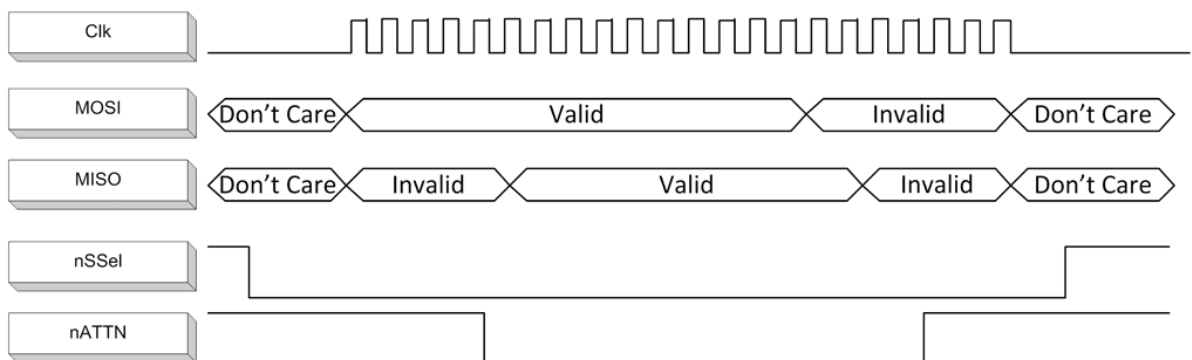 Clk
MOSI
Don't Care Valid Invalid Don't Care
MISO
Don't Care Invalid Valid Invalid Don't Care
nSSel
nATTN